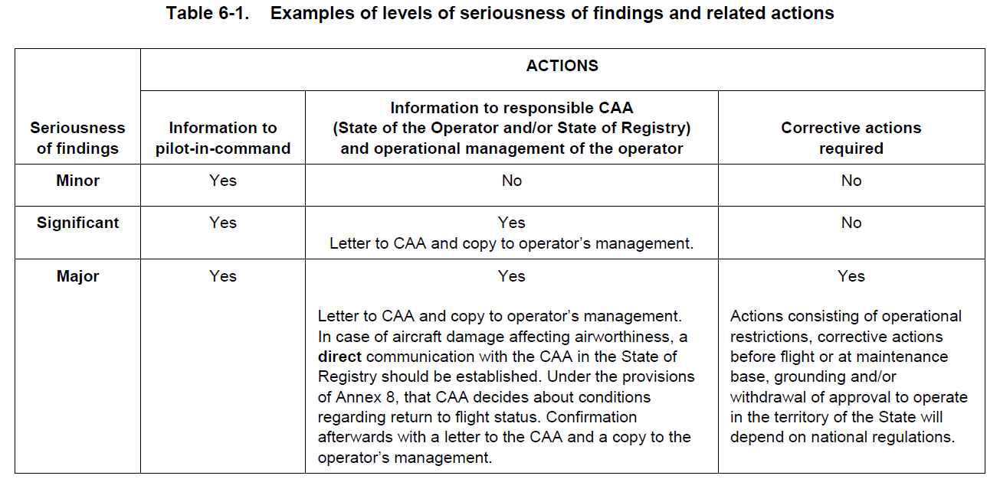 Table 6-1. Examples of levels of seriousness of findings and related actions
ACTIONS
Seriousness
of findings
Information to
pilot-in-command
Information to responsible CAA
(State of the Operator and/or State of Registry)
and operational management of the operator
Corrective actions
required
Minor
Yes
No
No
Significant
Yes
Yes
Letter to CAA and copy to operator’s management.
No
Major
Yes
Yes
Letter to CAA and copy to operator’s management.
In case of aircraft damage affecting airworthiness, a
direct communication with the CAA in the State of
Registry should be established. Under the provisions
of Annex 8, that CAA decides about conditions
regarding return to flight status. Confirmation
afterwards with a letter to the CAA and a copy to the
operator’s management.
Yes
Actions consisting of operational
restrictions, corrective actions
before flight or at maintenance
base, grounding and/or
withdrawal of approval to operate
in the territory of the State will
depend on national regulations.